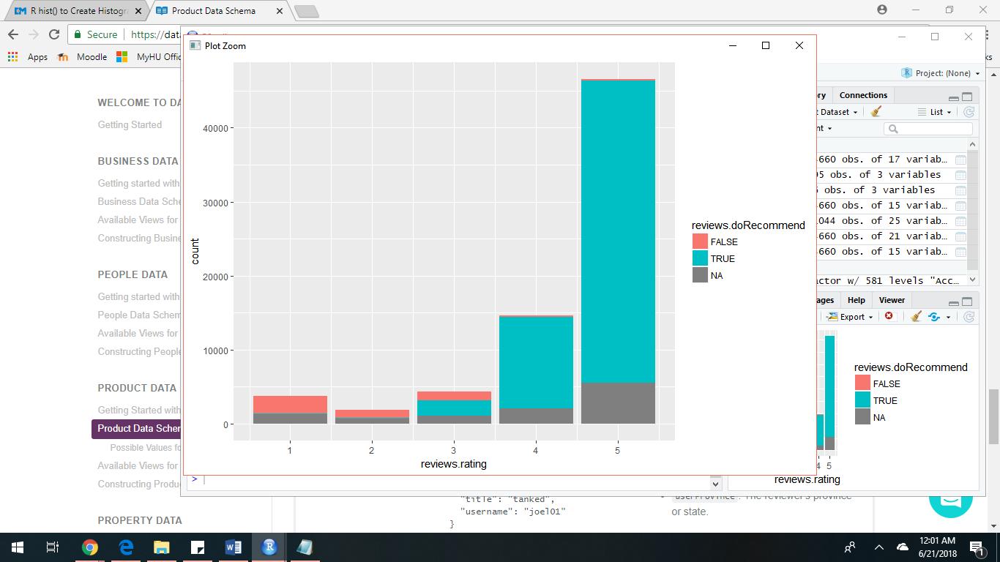 R hist() to Create Histogra
Product Data Schema
Secure
https://dat
Apps
Moodle
MyHU Offic
Plot Zoom
Project: (None)
WELCOME TO DA
Getting Started
BUSINESS DATA
Getting started with
Business Data Sche
Available Views for
Constructing Busine
PEOPLE DATA
Getting started with
People Data Schem
Available Views for
Constructing People
PRODUCT DATA
Getting Started with
Product Data Schem
Possible Values fo
Available Views for
Constructing Produc
PROPERTY DATA
count
40000
30000
20000
10000
0
1 2 3 4 5
reviews.rating
reviews.doRecommend
FALSE
TRUE
NA
Connections
Dataset
List
660 obs. of 17 variab…
5 obs. of 3 variables
obs. of 3 variables
660 obs. of 15 variab…
1044 obs. of 25 variab…
660 obs. of 21 variab…
660 obs. of 15 variab…
actor w/ 581 levels "Acc…
ages Help Viewer
Export
reviews.doRecommend
FALSE
TRUE
NA
4 5
reviews.rating
>
"title": "tanked",
"username": "joel01"
}
userProvince : The reviewer's province
or state.
12:01 AM
6/21/2018
1